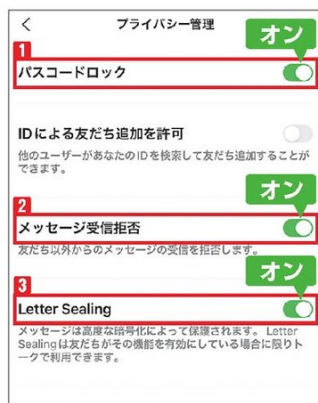 プライバシー管理
オン
1
パスコードロック
IDによる友だち追加を許可
他のユーザーがあなたのIDを検索して友だち追加することが
できます。
オン
2
メッセージ受信拒否
友だち以外からのメッセージの受信を拒否します。
オン
3
Letter Sealing
メッセージは高度な暗号化によって保護されます。 Letter
Sealingは友だちがその機能を有効にしている場合に限りト
ークで利用できます。